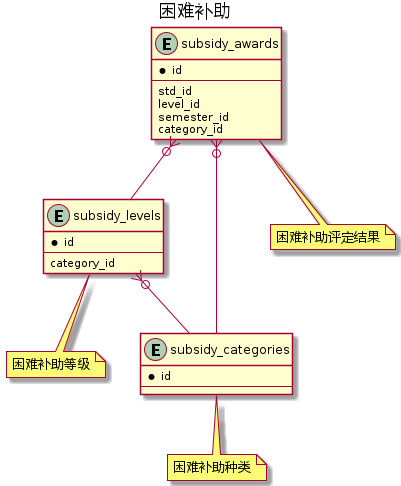 困难补助
E subsidy_awards
id
std_id
level_id
semester_id
category_id
E subsidy_levels
id
category_id
困难补助评定结果
E subsidy_categories
id
困难补助等级
困难补助种类